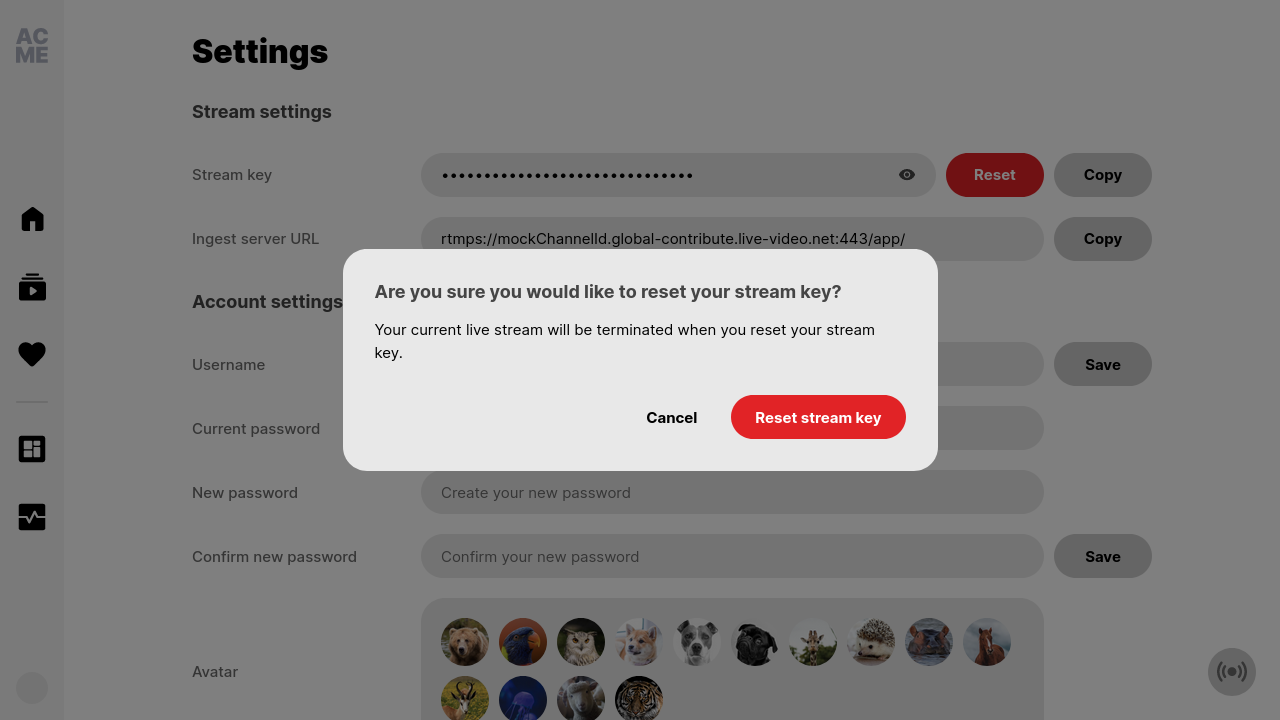 AC
ME
Settings
Stream settings
Stream key
••••••••••••••••••••••••••••••
Reset
Copy
Ingest server URL
rtmps://mockChannelId.global-contribute.live-video.net:443/app/
Copy
Are you sure you would like to reset your stream key?
Your current live stream will be terminated when you reset your stream
key.
Cancel
Reset stream key
Account settings
Username
Save
Current password
New password
Create your new password
Confirm new password
Confirm your new password
Save
Avatar